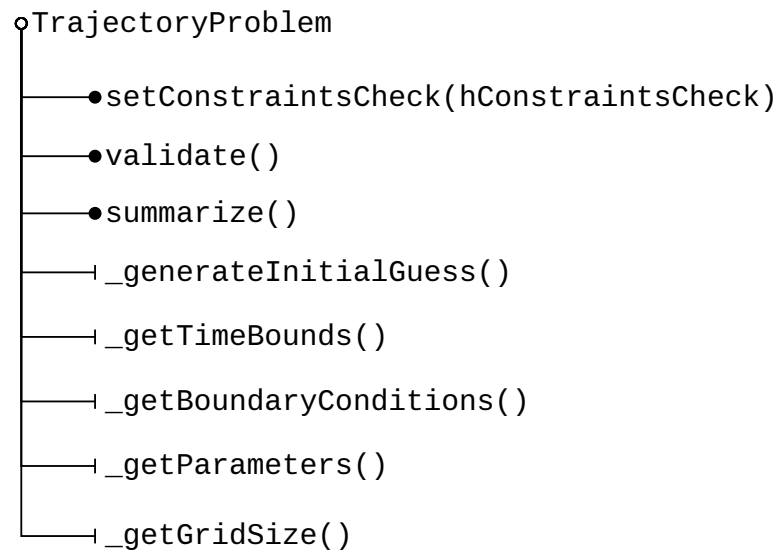 TrajectoryProblem
setConstraintsCheck(hConstraintsCheck)
validate()
summarize()
_generateInitialGuess()
_getTimeBounds()
_getBoundaryConditions()
_getParameters()
_getGridSize()